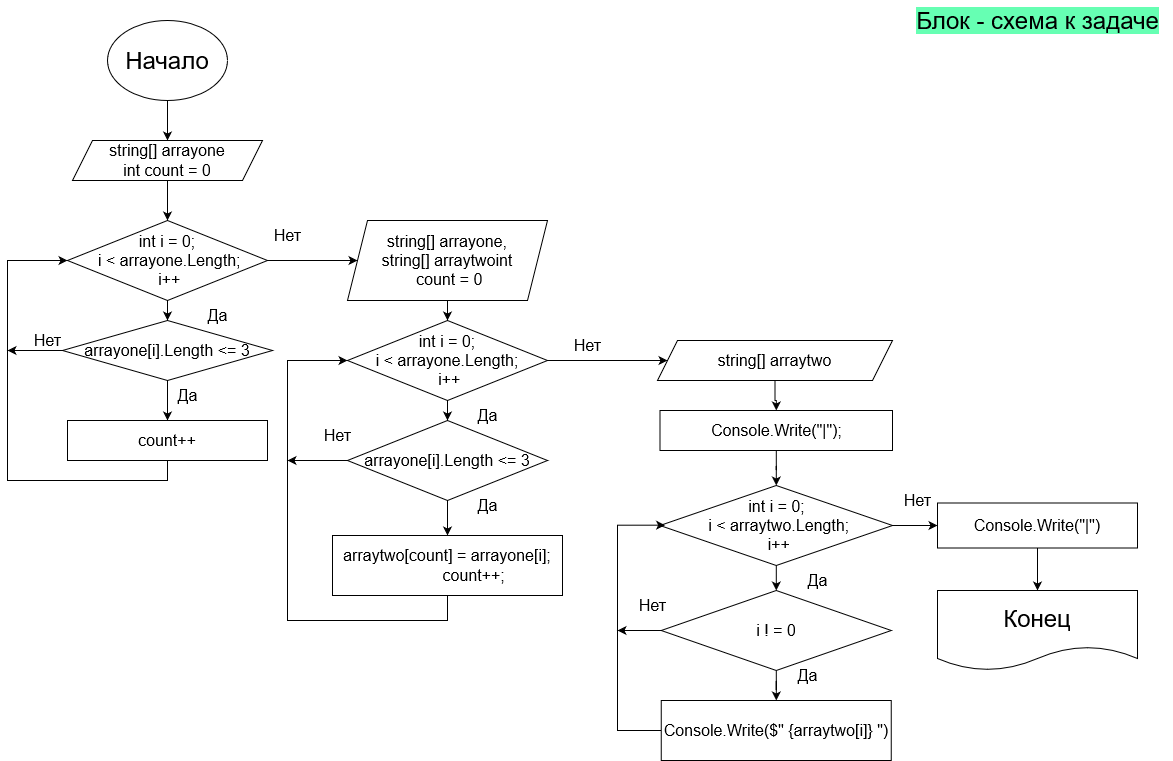 Блок - схема к задаче
Начало
string[] arrayone
int count = 0
int i = 0;
i < arrayone.Length;
i++
Нет
Да
arrayone[i].Length <= 3
Нет
Да
count++
string[] arrayone,
string[] arraytwoint
count = 0
int i = 0;
i < arrayone.Length;
i++
Нет
Да
arrayone[i].Length <= 3
Нет
Да
arraytwo[count] = arrayone[i];
count++;
string[] arraytwo
Console.Write("|");
int i = 0;
i < arraytwo.Length;
i++
Нет
Да
i ! = 0
Нет
Да
Console.Write($" {arraytwo[i]} ")
Console.Write("|")
Конец